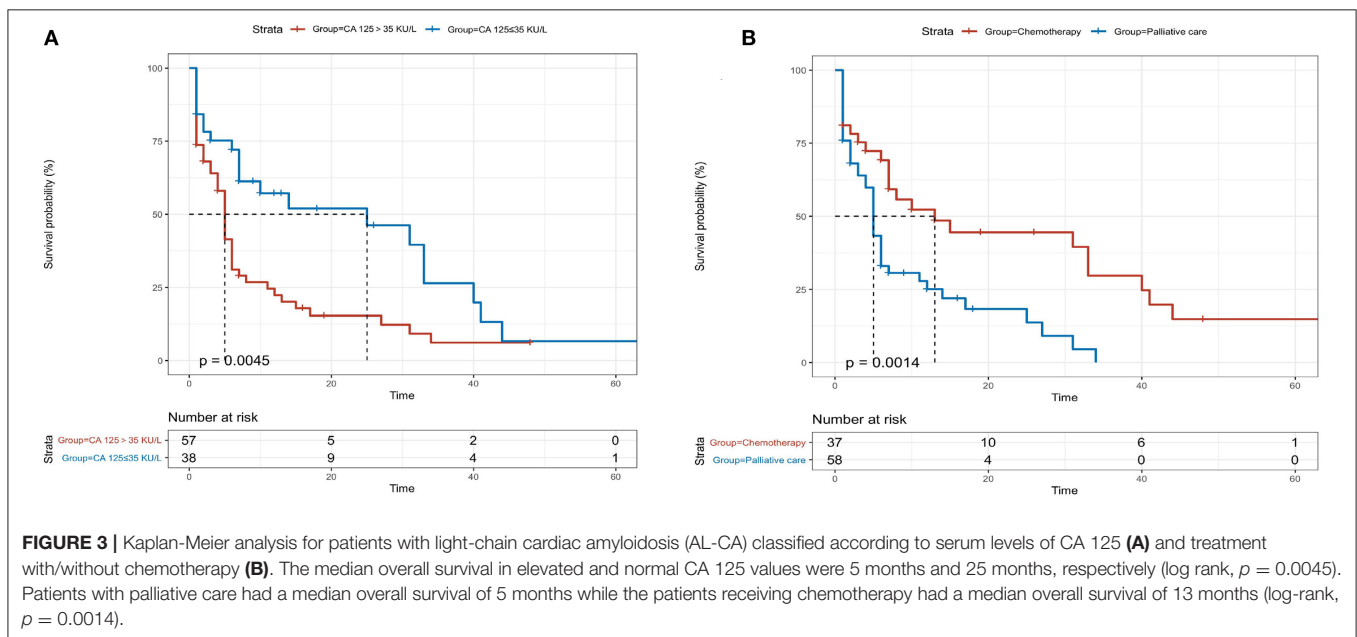 A
Strata Group=CA 125 > 35 KU/L Group=CA 125≤35 KU/L
Survival probability (%)
100
75
50
25
0
p = 0.0045
0 20 40 60
Time
Number at risk
Strata
Group=CA 125 > 35 KU/L 57 5 2 0
Group=CA 125≤35 KU/L 38 9 4 1
0 20 40 60
Time
B
Strata Group=Chemotherapy Group=Palliative care
Survival probability (%)
100
75
50
25
0
p = 0.0014
0 20 40 60
Time
Number at risk
Strata
Group=Chemotherapy 37 10 6 1
Group=Palliative care 58 4 0 0
0 20 40 60
Time
FIGURE 3 | Kaplan-Meier analysis for patients with light-chain cardiac amyloidosis (AL-CA) classified according to serum levels of CA 125 (A) and treatment
with/without chemotherapy (B). The median overall survival in elevated and normal CA 125 values were 5 months and 25 months, respectively (log rank, p = 0.0045).
Patients with palliative care had a median overall survival of 5 months while the patients receiving chemotherapy had a median overall survival of 13 months (log-rank,
p = 0.0014).